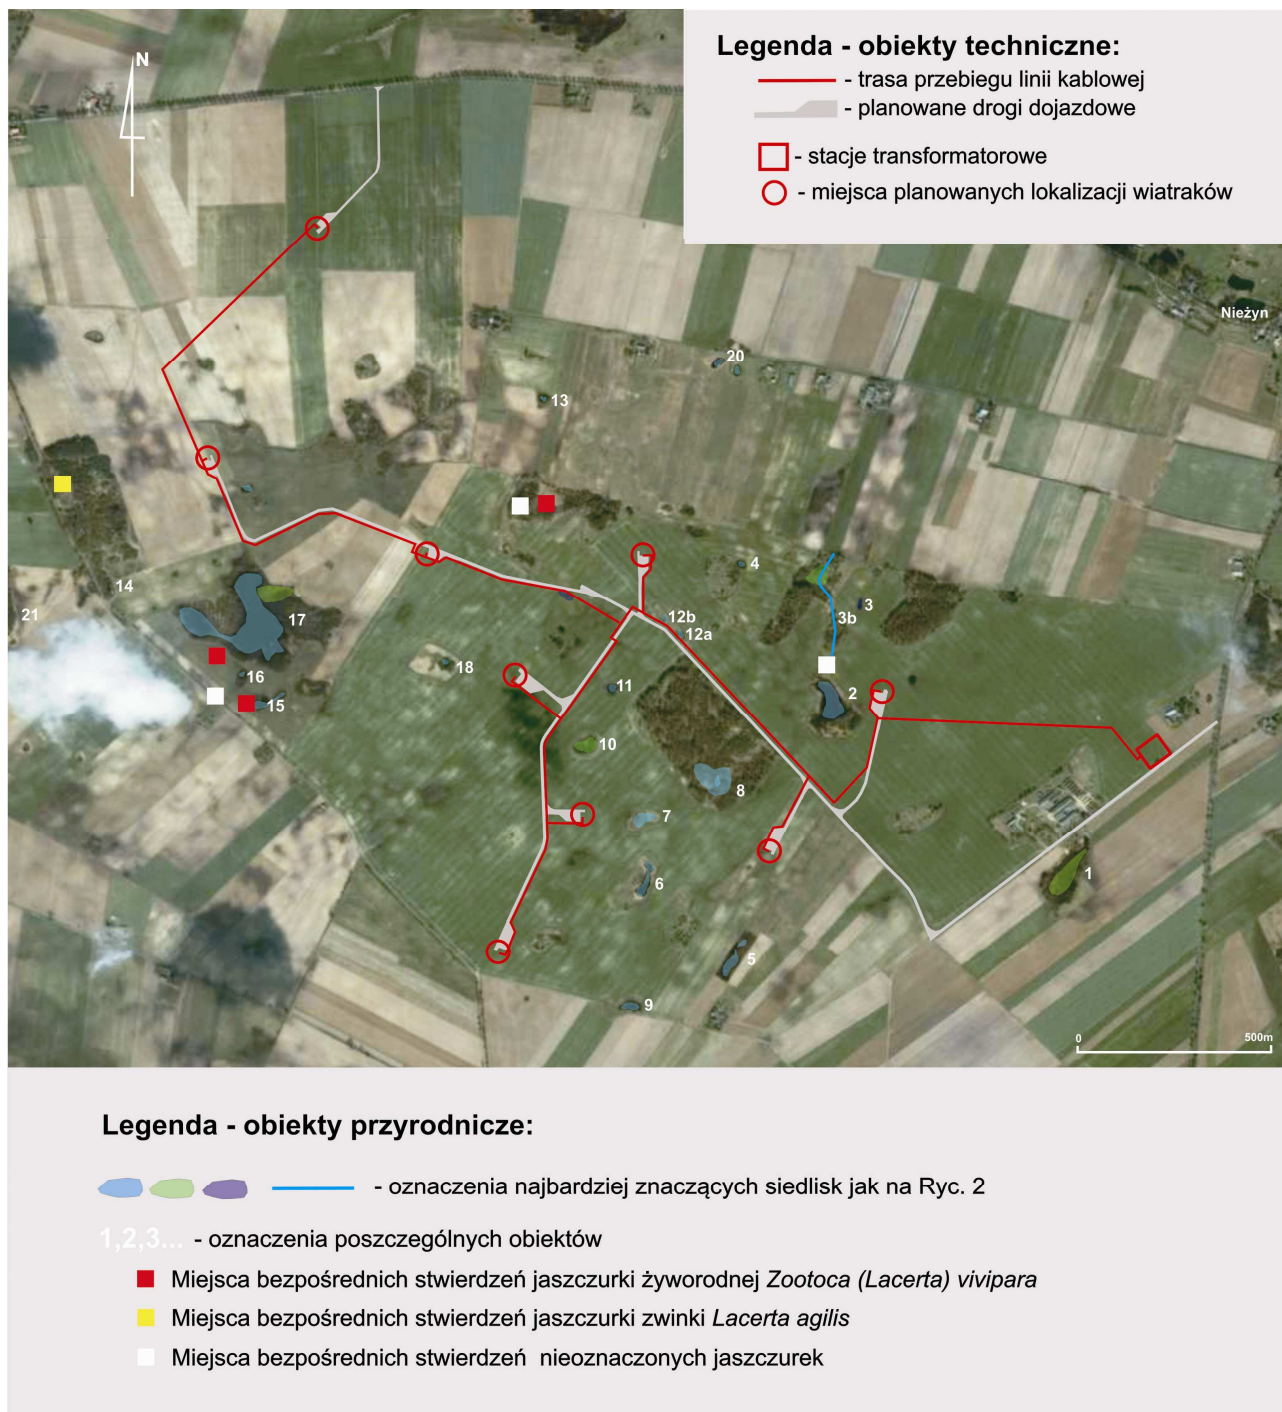 Legenda - obiekty techniczne:
- trasa przebiegu linii kablowej
- planowane drogi dojazdowe
- stacje transformatorowe
- miejsca planowanych lokalizacji wiatraków
N
Nieżyn
20
13
4
3
3b
12b
12a
14
21
17
16
15
18
11
2
10
8
7
6
1
5
9
0 500m
Legenda - obiekty przyrodnicze:
- oznaczenia najbardziej znaczących siedlisk jak na Ryc. 2
1,2,3... - oznaczenia poszczególnych obiektów
Miejsca bezpośrednich stwierdzeń jaszczurki żyworodnej Zootoca (Lacerta) vivipara
Miejsca bezpośrednich stwierdzeń jaszczurki zwinki Lacerta agilis
Miejsca bezpośrednich stwierdzeń nieoznaczonych jaszczurek